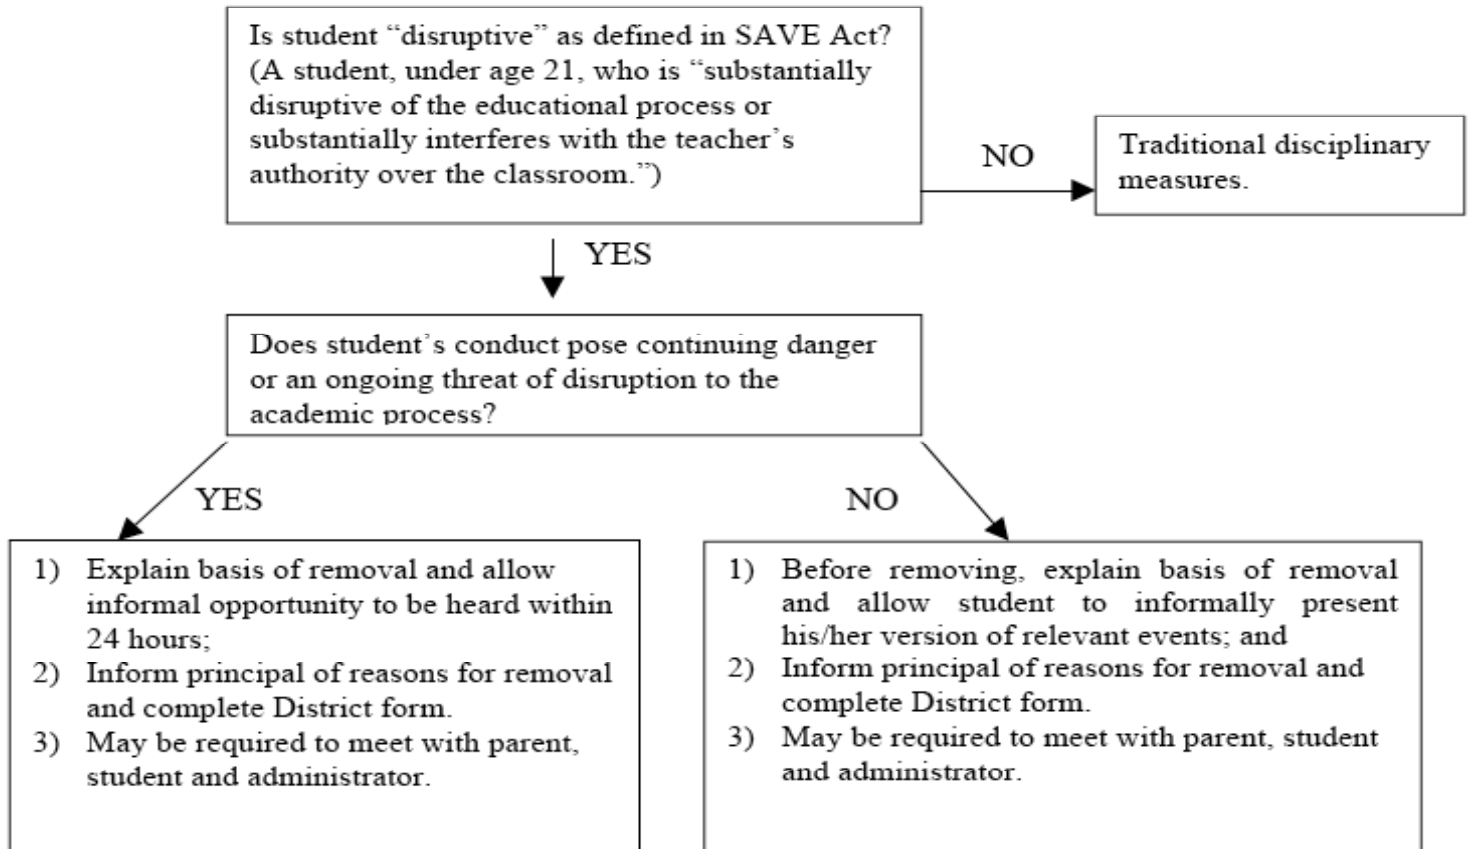 Is student “disruptive” as defined in SAVE Act?
(A student, under age 21, who is “substantially
disruptive of the educational process or
substantially interferes with the teacher’s
authority over the classroom.”)
NO
Traditional disciplinary
measures.
YES
Does student’s conduct pose continuing danger
or an ongoing threat of disruption to the
academic process?
YES
NO
1) Explain basis of removal and allow
informal opportunity to be heard within
24 hours;
2) Inform principal of reasons for removal
and complete District form.
3) May be required to meet with parent,
student and administrator.
1) Before removing, explain basis of removal
and allow student to informally present
his/her version of relevant events; and
2) Inform principal of reasons for removal and
complete District form.
3) May be required to meet with parent, student
and administrator.